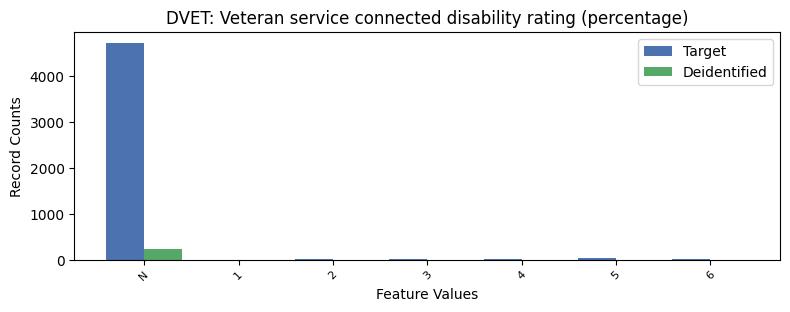 DVET: Veteran service connected disability rating (percentage)
Target
Deidentified
Record Counts
4000
3000
2000
1000
0
N 1 2 3 4 5 6
Feature Values